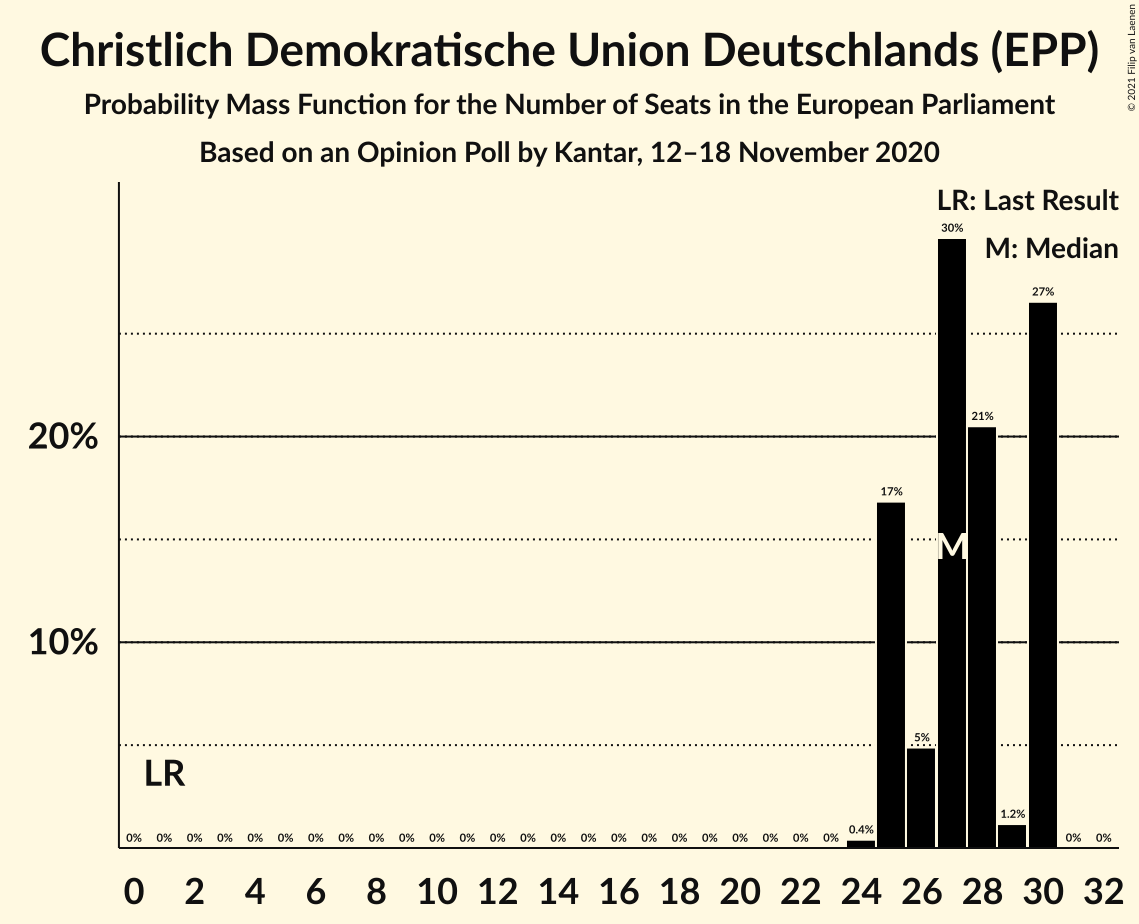 Christlich Demokratische Union Deutschlands (EPP)
Probability Mass Function for the Number of Seats in the European Parliament
Based on an Opinion Poll by Kantar, 12–18 November 2020
© 2021 Filip van Laenen
LR: Last Result
M: Median
30%
27%
21%
20%
17%
M
10%
5%
LR
1.2%
0.4%
0% 0% 0% 0% 0% 0% 0% 0% 0% 0% 0% 0% 0% 0% 0% 0% 0% 0% 0% 0% 0% 0% 0% 0% 0% 0%
0 2 4 6 8 10 12 14 16 18 20 22 24 26 28 30 32